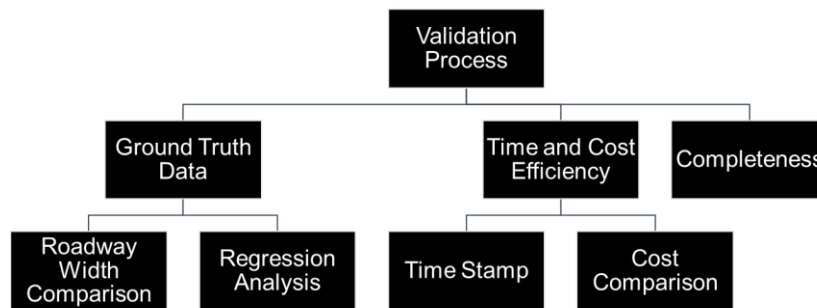 Validation
Process
Ground Truth
Data
Time and Cost
Efficiency
Completeness
Roadway
Width
Comparison
Regression
Analysis
Time Stamp
Cost
Comparison